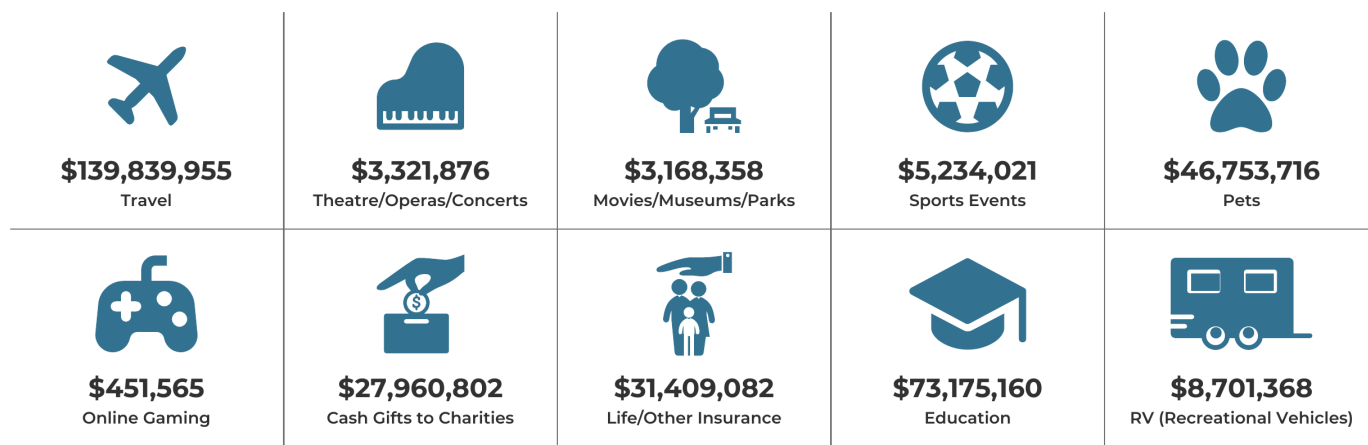 $139,839,955
Travel
$3,321,876
Theatre/Operas/Concerts
$3,168,358
Movies/Museums/Parks
$5,234,021
Sports Events
$46,753,716
Pets
$451,565
Online Gaming
$
$27,960,802
Cash Gifts to Charities
$31,409,082
Life/Other Insurance
$73,175,160
Education
$8,701,368
RV (Recreational Vehicles)